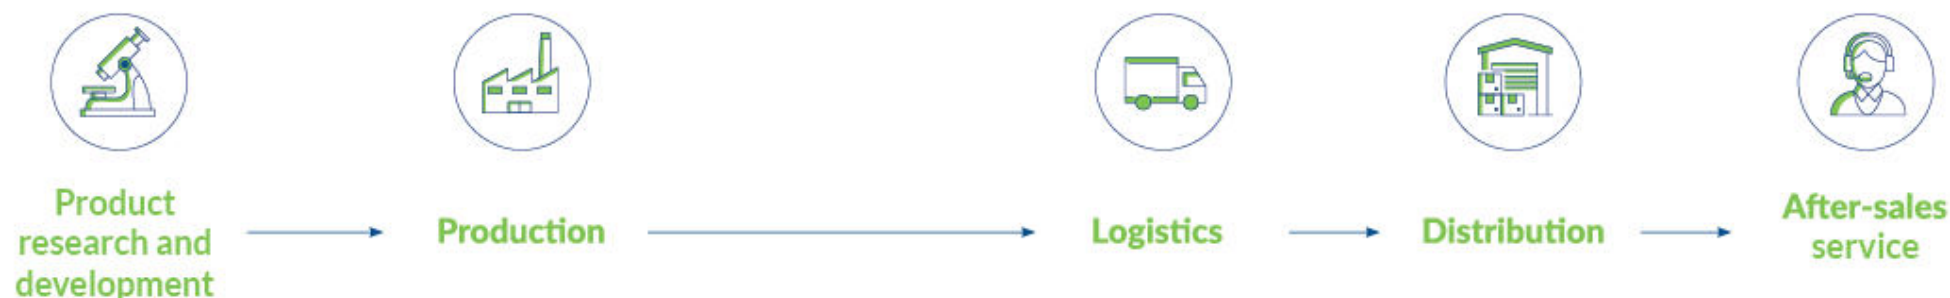 Product
research and
development
Production
Logistics
Distribution
After-sales
service